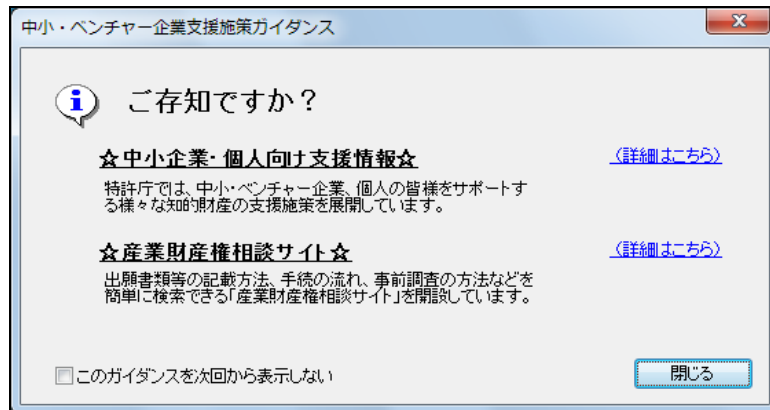 中小・ベンチャー企業支援施策ガイダンス
ご存知ですか？
☆中小企業・個人向け支援情報☆
（詳細はこちら）
特許庁では、中小・ベンチャー企業、個人の皆様をサポートす
る様々な知的財産の支援施策を展開しています。
☆産業財産権相談サイト☆
（詳細はこちら）
出願書類等の記載方法、手続の流れ、事前調査の方法などを
簡単に検索できる「産業財産権相談サイト」を開設しています。
このガイダンスを次回から表示しない
閉じる